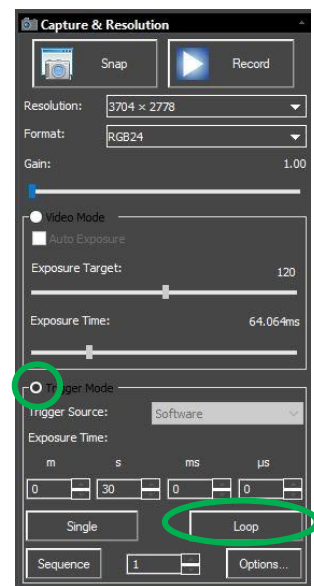 Capture & Resolution
Snap Record
Resolution: 3704 × 2778
Format: RGB24
Gain: 1.00
Video Mode
Auto Exposure
Exposure Target: 120
Exposure Time: 64.064ms
Trigger Mode
Trigger Source: Software
Exposure Time:
m s ms µs
0 30 0 0
Single Loop
Sequence 1 Options...